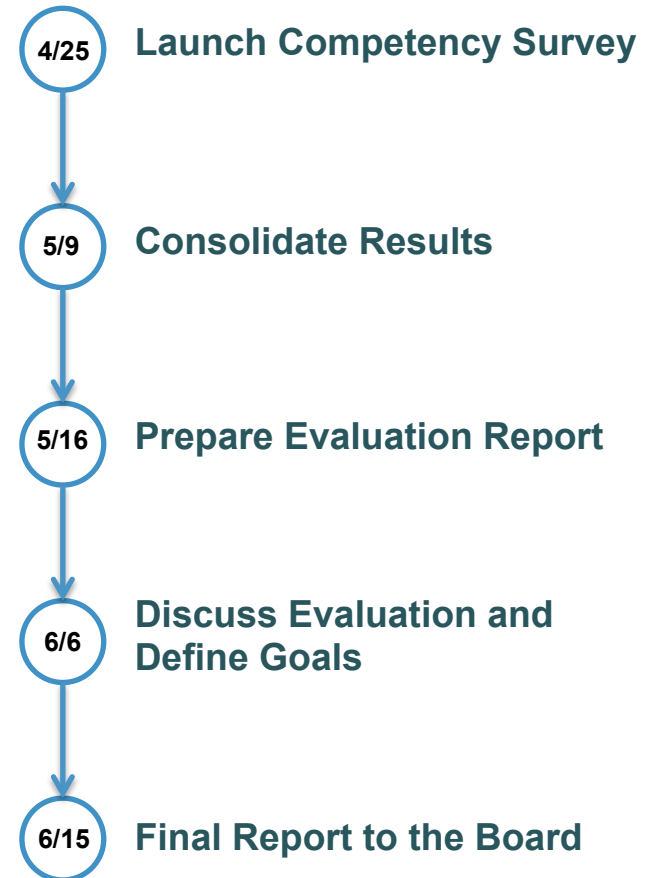 4/25
Launch Competency Survey
5/9
Consolidate Results
5/16
Prepare Evaluation Report
6/6
Discuss Evaluation and
Define Goals
6/15
Final Report to the Board